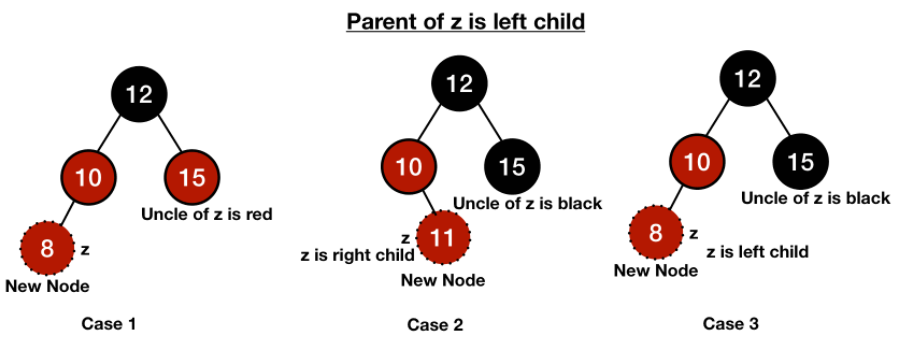 Parent of z is left child
12
10
15
Uncle of z is red
8
z
New Node
Case 1
12
10
15
Uncle of z is black
z
11
z is right child
New Node
Case 2
12
10
15
Uncle of z is black
8
z
z is left child
New Node
Case 3